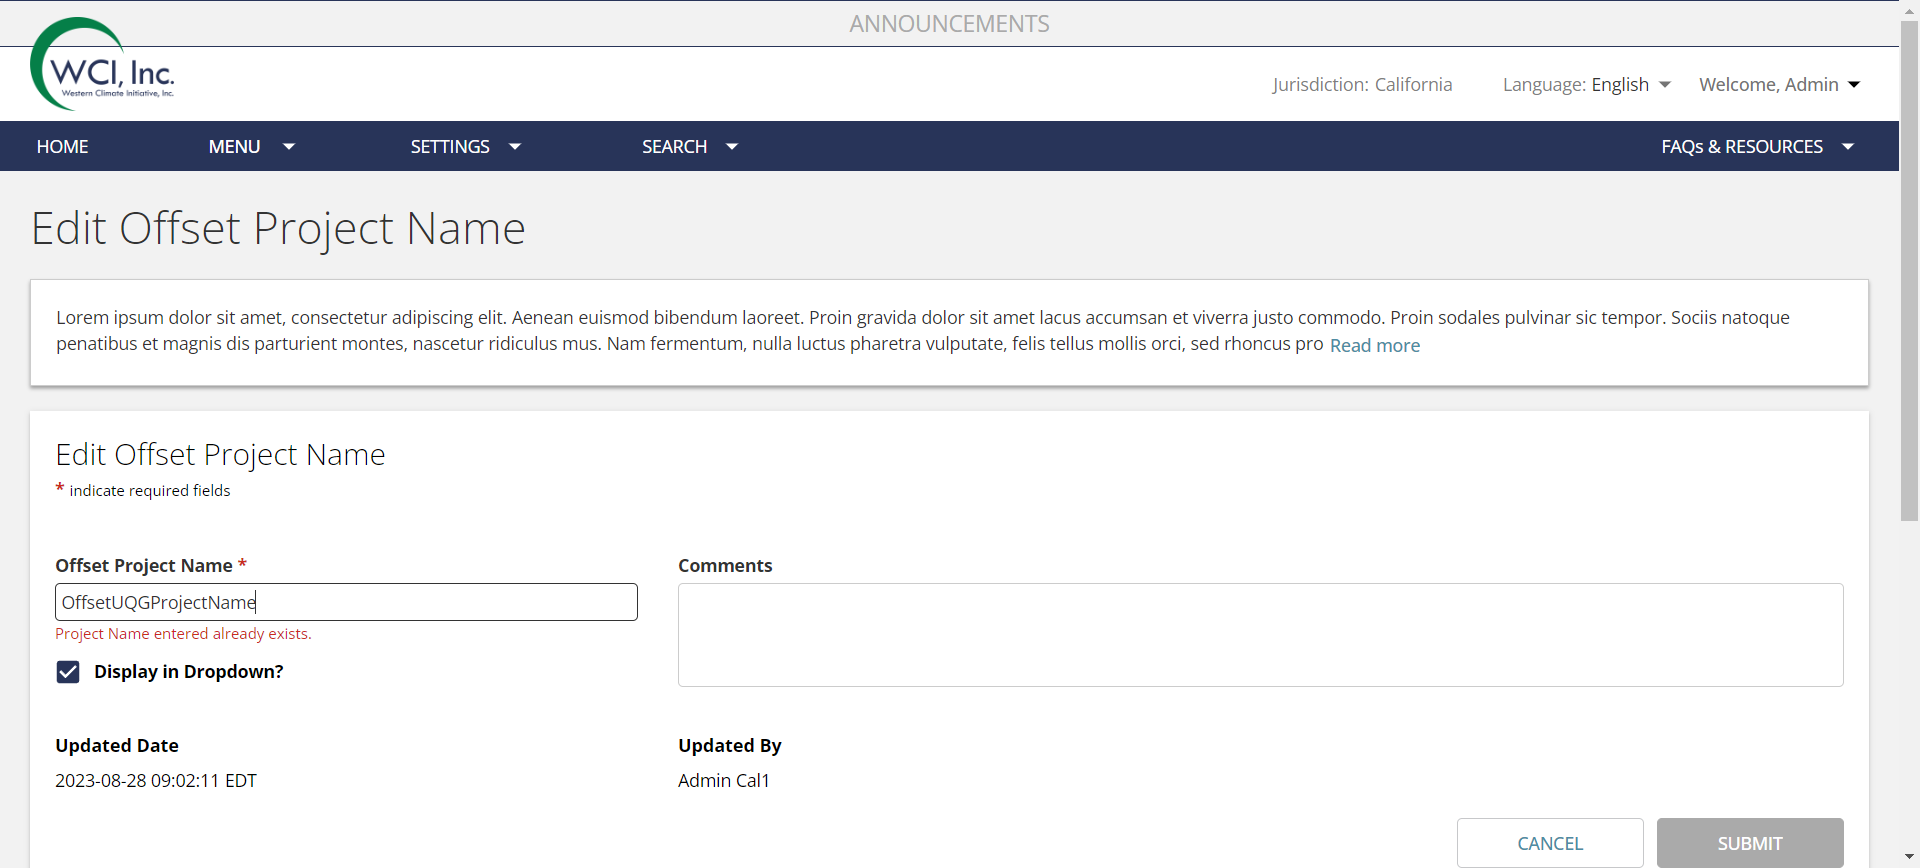 ANNOUNCEMENTS
WCI, Inc.
Western Climate Initiative, Inc.
Jurisdiction: California
Language: English
Welcome, Admin
HOME
MENU
SETTINGS
SEARCH
FAQs & RESOURCES
Edit Offset Project Name
Lorem ipsum dolor sit amet, consectetur adipiscing elit. Aenean euismod bibendum laoreet. Proin gravida dolor sit amet lacus accumsan et viverra justo commodo. Proin sodales pulvinar sic tempor. Sociis natoque
penatibus et magnis dis parturient montes, nascetur ridiculus mus. Nam fermentum, nulla luctus pharetra vulputate, felis tellus mollis orci, sed rhoncus pro Read more
Edit Offset Project Name
* indicate required fields
Offset Project Name *
OffsetUQGProjectName
Project Name entered already exists.
Display in Dropdown?
Comments
Updated Date
2023-08-28 09:02:11 EDT
Updated By
Admin Cal1
CANCEL
SUBMIT